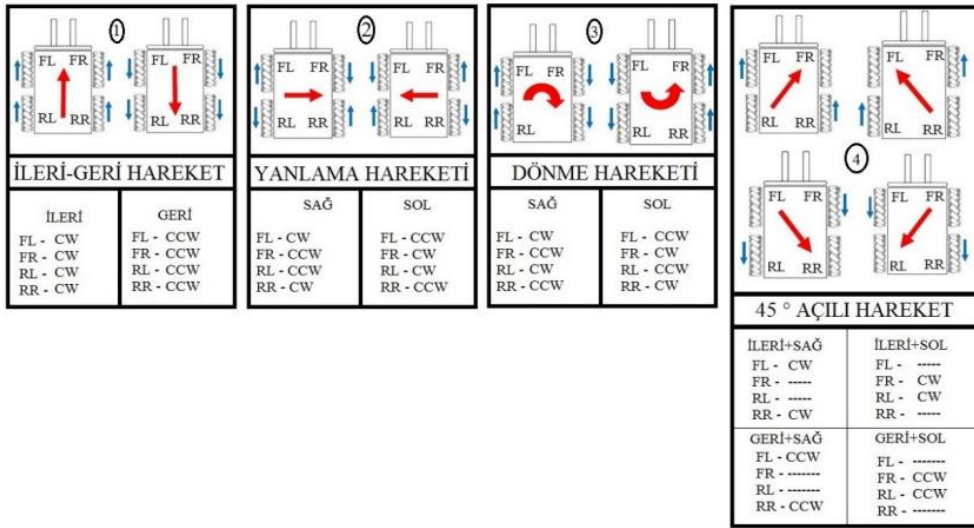 1
FL FR FL FR
RL RR RL RR
İLERİ-GERİ HAREKET
İLERİ
FL - CW
FR - CW
RL - CW
RR - CW
GERİ
FL - CCW
FR - CCW
RL - CCW
RR - CCW
2
FL FR FL FR
RL RR RL RR
YANLAMA HAREKETİ
SAĞ
FL - CW
FR - CCW
RL - CCW
RR - CW
SOL
FL - CCW
FR - CW
RL - CW
RR - CCW
3
FL FR FL FR
RL RL RR
DÖNME HAREKETİ
SAĞ
FL - CW
FR - CCW
RL - CW
RR - CCW
SOL
FL - CCW
FR - CW
RL - CCW
RR - CW
FL FR FL FR
RL RR RL RR
4
FL FR FL FR
RL RR RL RR
45 ° AÇILI HAREKET
İLERİ+SAĞ
FL - CW
FR - -----
RL - -----
RR - CW
İLERİ+SOL
FL - -----
FR - CW
RL - CW
RR - -----
GERİ+SAĞ
FL - CCW
FR - -------
RL - -------
RR - CCW
GERİ+SOL
FL - -------
FR - CCW
RL - CCW
RR - -------